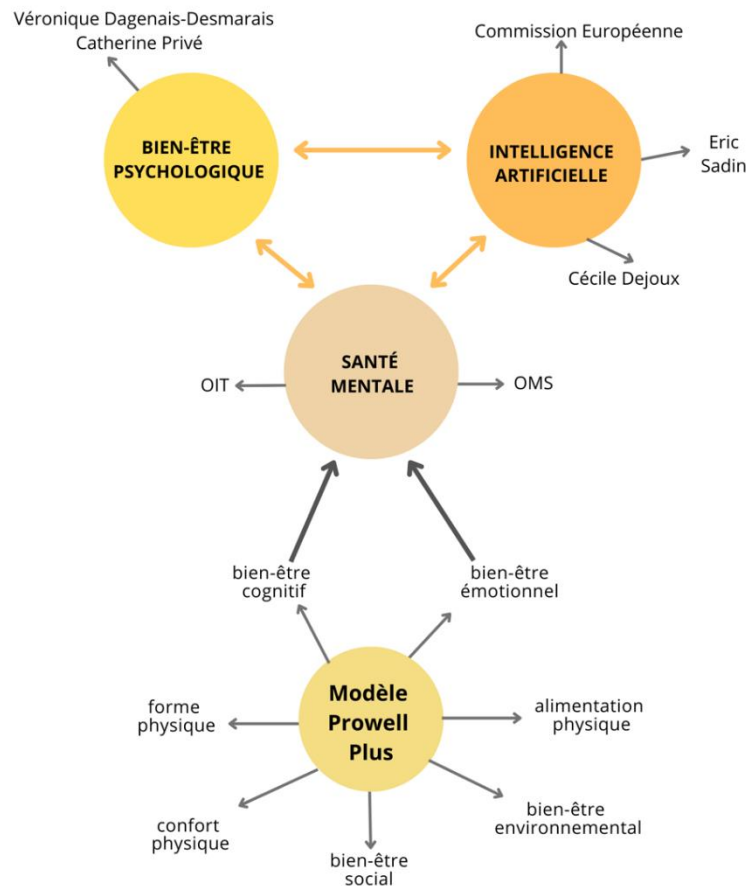 Véronique Dagenais-Desmarais
Catherine Privé
Commission Européenne
BIEN-ÊTRE
PSYCHOLOGIQUE
INTELLIGENCE
ARTIFICIELLE
Eric
Sadin
Cécile Dejoux
SANTÉ
MENTALE
OIT
OMS
bien-être
cognitif
bien-être
émotionnel
Modèle
Prowell
Plus
forme
physique
alimentation
physique
confort
physique
bien-être
social
bien-être
environnemental